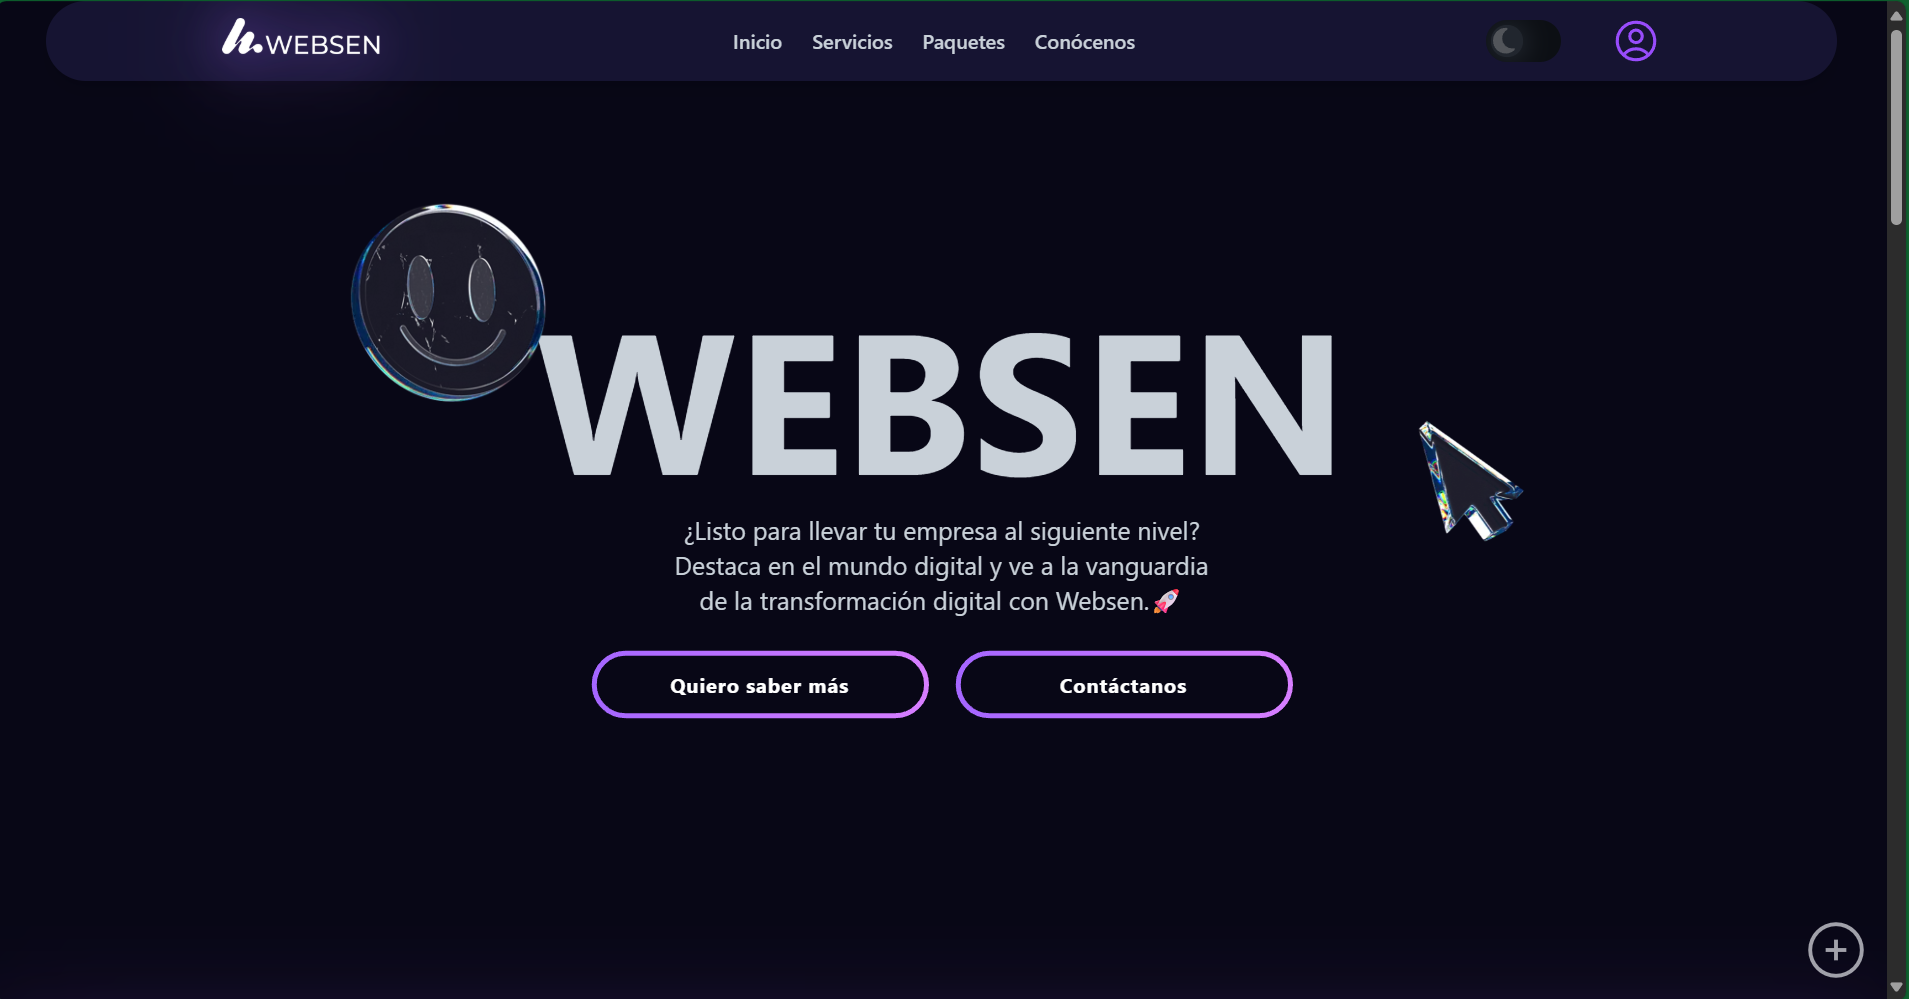 WEBSEN
Inicio Servicios Paquetes Conócenos
WEBSEN
¿Listo para llevar tu empresa al siguiente nivel?
Destaca en el mundo digital y ve a la vanguardia
de la transformación digital con Websen.🚀
Quiero saber más
Contáctanos